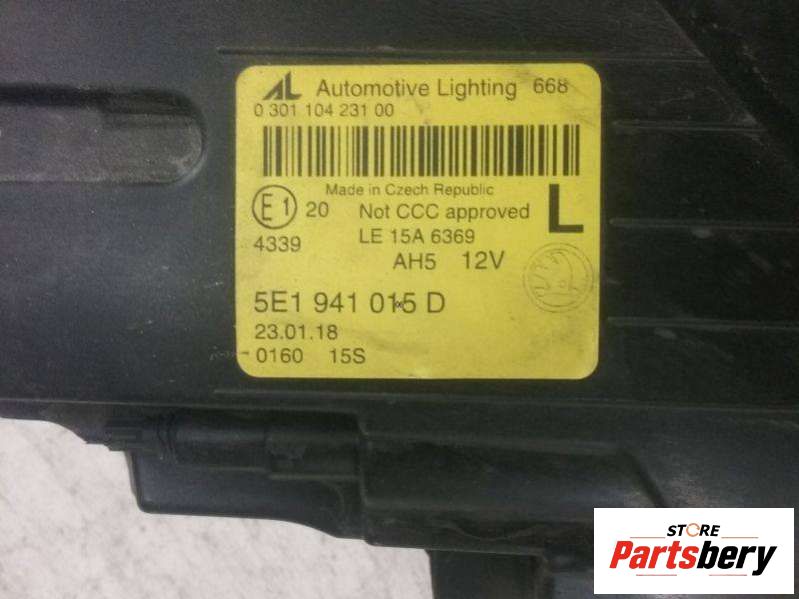 AL Automotive Lighting 668
0 301 104 231 00
Made in Czech Republic
E1 20 Not CCC approved L
4339 LE 15A 6369
AH5 12V
5E1 941 015 D
23.01.18
0160 15S
STORE
Partsbery